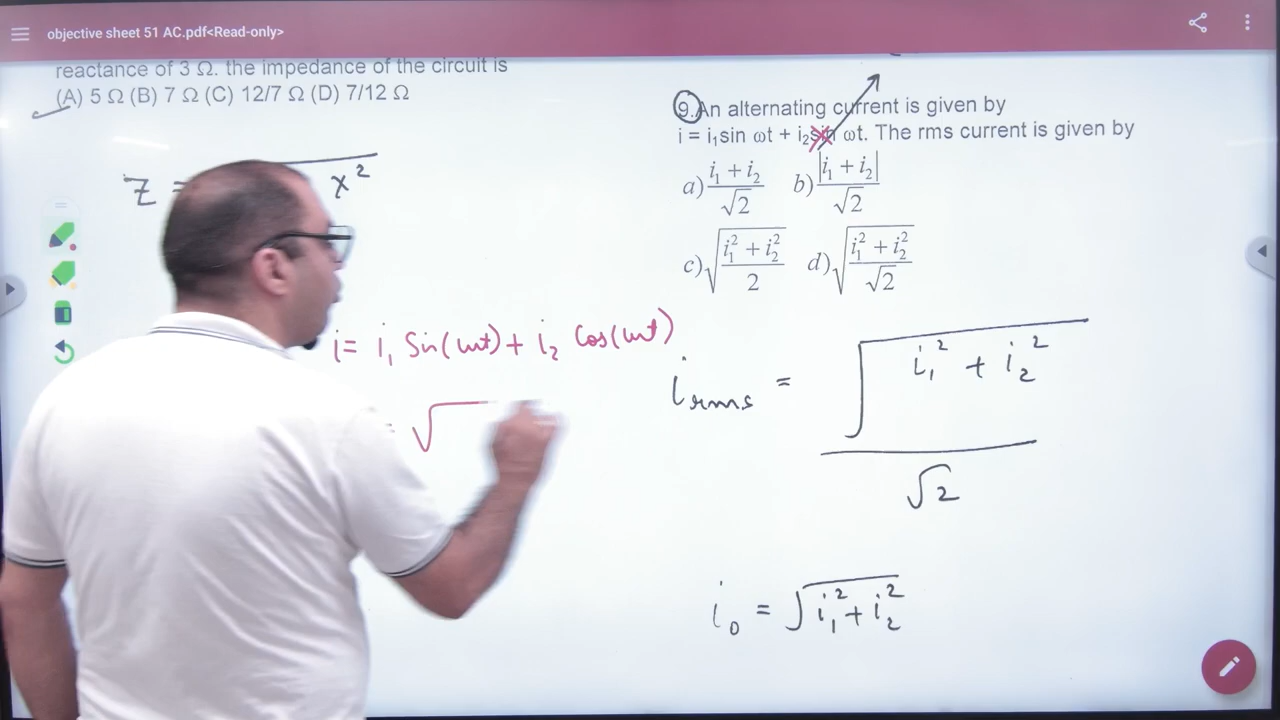 objective sheet 51 AC.pdf<Read-only>
reactance of 3 Ω. the impedance of the circuit is
(A) 5 Ω (B) 7 Ω (C) 12/7 Ω (D) 7/12 Ω
Z = x²
9.An alternating current is given by
i = i₁sin ωt + i₂sin ωt. The rms current is given by
a) (i₁ + i₂)/√2 b) |i₁ + i₂|/√2
c) √((i₁² + i₂²)/2) d) √((i₁² + i₂²)/√2)
i = i₁ Sin(ωt) + i₂ Cos(ωt)
= √
i rms = √(i₁² + i₂²) / √2
i₀ = √(i₁² + i₂²)